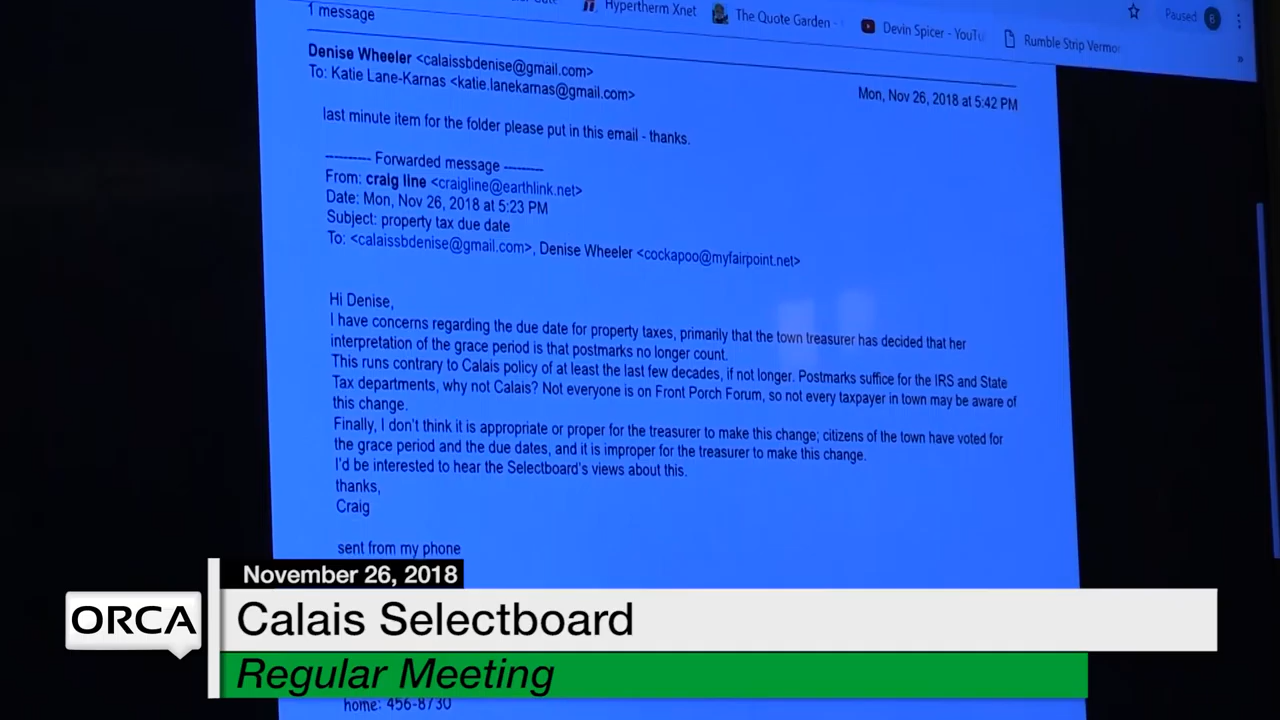 Hypertherm Xnet
The Quote Garden -
Devin Spicer - YouTu
Rumble Strip Vermo
Paused
1 message
Denise Wheeler <calaissbdenise@gmail.com>
To: Katie Lane-Karnas <katie.lanekarnas@gmail.com>
Mon, Nov 26, 2018 at 5:42 PM
last minute item for the folder please put in this email - thanks.
---------- Forwarded message ----------
From: craig line <craigline@earthlink.net>
Date: Mon, Nov 26, 2018 at 5:23 PM
Subject: property tax due date
To: <calaissbdenise@gmail.com>, Denise Wheeler <cockapoo@myfairpoint.net>
Hi Denise,
I have concerns regarding the due date for property taxes, primarily that the town treasurer has decided that her
interpretation of the grace period is that postmarks no longer count.
This runs contrary to Calais policy of at least the last few decades, if not longer. Postmarks suffice for the IRS and State
Tax departments, why not Calais? Not everyone is on Front Porch Forum, so not every taxpayer in town may be aware of
this change.
Finally, I don't think it is appropriate or proper for the treasurer to make this change; citizens of the town have voted for
the grace period and the due dates, and it is improper for the treasurer to make this change.
I'd be interested to hear the Selectboard's views about this.
thanks,
Craig
sent from my phone
November 26, 2018
ORCA
Calais Selectboard
Regular Meeting
home: 456-8730